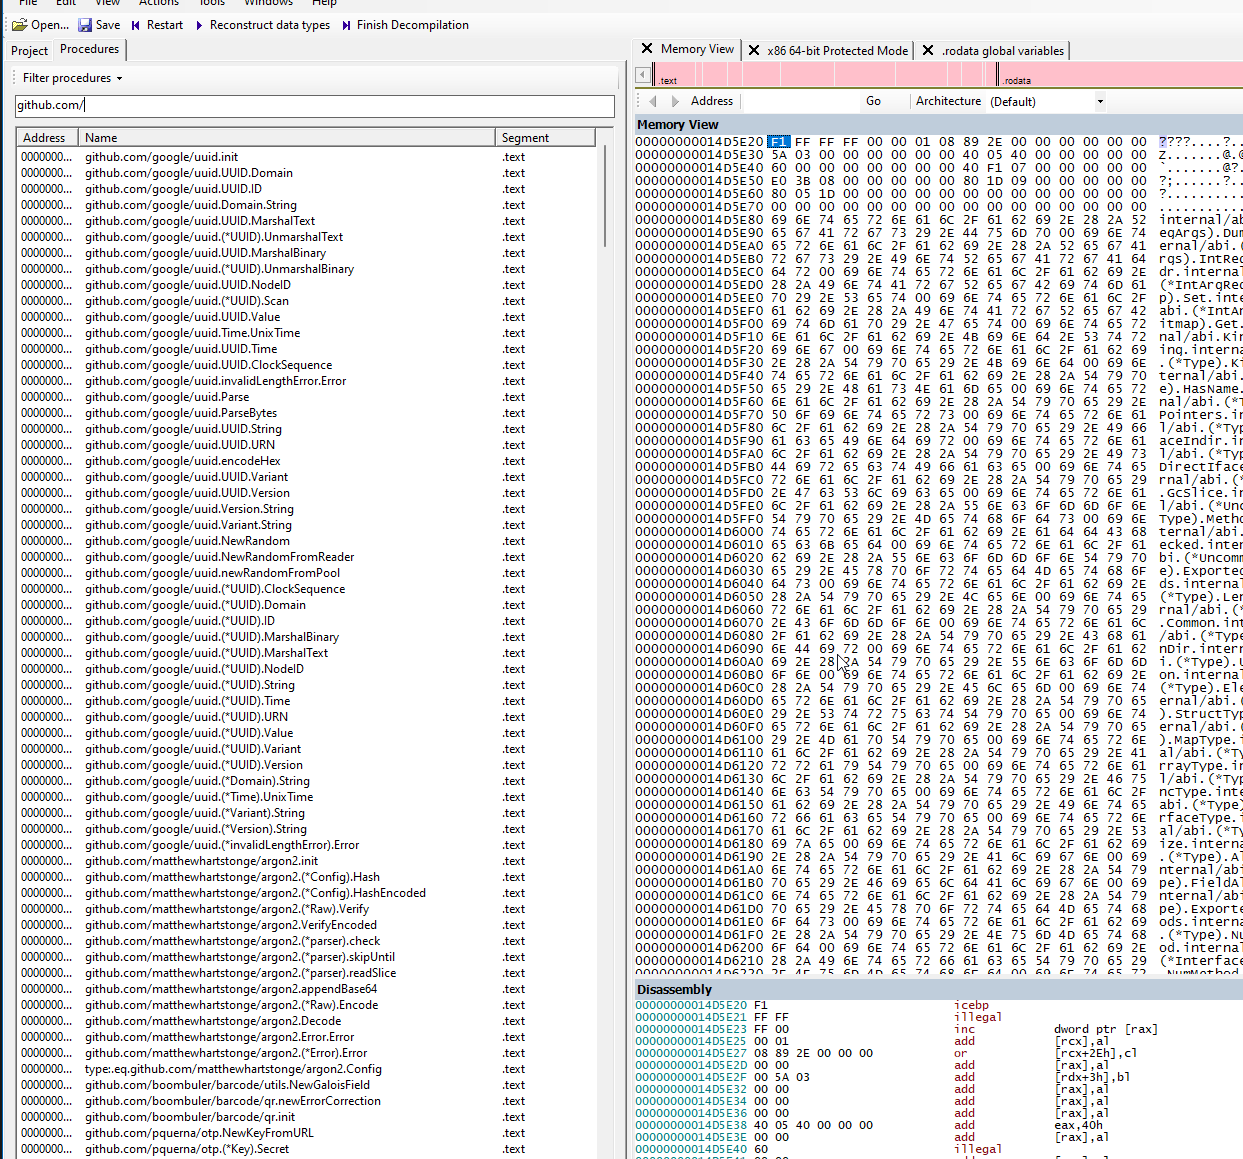 File Edit View Actions Tools Windows Help
Open... Save Restart Reconstruct data types Finish Decompilation
Project Procedures
Filter procedures
github.com/
Address Name Segment
0000000... github.com/google/uuid.init .text
0000000... github.com/google/uuid.UUID.Domain .text
0000000... github.com/google/uuid.UUID.ID .text
0000000... github.com/google/uuid.Domain.String .text
0000000... github.com/google/uuid.UUID.MarshalText .text
0000000... github.com/google/uuid.(*UUID).UnmarshalText .text
0000000... github.com/google/uuid.UUID.MarshalBinary .text
0000000... github.com/google/uuid.(*UUID).UnmarshalBinary .text
0000000... github.com/google/uuid.UUID.NodeID .text
0000000... github.com/google/uuid.(*UUID).Scan .text
0000000... github.com/google/uuid.UUID.Value .text
0000000... github.com/google/uuid.Time.UnixTime .text
0000000... github.com/google/uuid.UUID.Time .text
0000000... github.com/google/uuid.UUID.ClockSequence .text
0000000... github.com/google/uuid.invalidLengthError.Error .text
0000000... github.com/google/uuid.Parse .text
0000000... github.com/google/uuid.ParseBytes .text
0000000... github.com/google/uuid.UUID.String .text
0000000... github.com/google/uuid.UUID.URN .text
0000000... github.com/google/uuid.encodeHex .text
0000000... github.com/google/uuid.UUID.Variant .text
0000000... github.com/google/uuid.UUID.Version .text
0000000... github.com/google/uuid.Version.String .text
0000000... github.com/google/uuid.Variant.String .text
0000000... github.com/google/uuid.NewRandom .text
0000000... github.com/google/uuid.NewRandomFromReader .text
0000000... github.com/google/uuid.newRandomFromPool .text
0000000... github.com/google/uuid.(*UUID).ClockSequence .text
0000000... github.com/google/uuid.(*UUID).Domain .text
0000000... github.com/google/uuid.(*UUID).ID .text
0000000... github.com/google/uuid.(*UUID).MarshalBinary .text
0000000... github.com/google/uuid.(*UUID).MarshalText .text
0000000... github.com/google/uuid.(*UUID).NodeID .text
0000000... github.com/google/uuid.(*UUID).String .text
0000000... github.com/google/uuid.(*UUID).Time .text
0000000... github.com/google/uuid.(*UUID).URN .text
0000000... github.com/google/uuid.(*UUID).Value .text
0000000... github.com/google/uuid.(*UUID).Variant .text
0000000... github.com/google/uuid.(*UUID).Version .text
0000000... github.com/google/uuid.(*Domain).String .text
0000000... github.com/google/uuid.(*Time).UnixTime .text
0000000... github.com/google/uuid.(*Variant).String .text
0000000... github.com/google/uuid.(*Version).String .text
0000000... github.com/google/uuid.(*invalidLengthError).Error .text
0000000... github.com/matthewhartstonge/argon2.init .text
0000000... github.com/matthewhartstonge/argon2.(*Config).Hash .text
0000000... github.com/matthewhartstonge/argon2.(*Config).HashEncoded .text
0000000... github.com/matthewhartstonge/argon2.(*Raw).Verify .text
0000000... github.com/matthewhartstonge/argon2.VerifyEncoded .text
0000000... github.com/matthewhartstonge/argon2.(*parser).check .text
0000000... github.com/matthewhartstonge/argon2.(*parser).skipUntil .text
0000000... github.com/matthewhartstonge/argon2.(*parser).readSlice .text
0000000... github.com/matthewhartstonge/argon2.appendBase64 .text
0000000... github.com/matthewhartstonge/argon2.(*Raw).Encode .text
0000000... github.com/matthewhartstonge/argon2.Decode .text
0000000... github.com/matthewhartstonge/argon2.Error.Error .text
0000000... github.com/matthewhartstonge/argon2.(*Error).Error .text
0000000... type:.eq.github.com/matthewhartstonge/argon2.Config .text
0000000... github.com/boombuler/barcode/utils.NewGaloisField .text
0000000... github.com/boombuler/barcode/qr.newErrorCorrection .text
0000000... github.com/boombuler/barcode/qr.init .text
0000000... github.com/pquerna/otp.NewKeyFromURL .text
0000000... github.com/pquerna/otp.(*Key).Secret .text
Memory View x86 64-bit Protected Mode .rodata global variables
.text .rodata
Address Go Architecture (Default)
Memory View
00000000014D5E20 F1 FF FF FF 00 00 01 08 89 2E 00 00 00 00 00 00 ????....?..
00000000014D5E30 5A 03 00 00 00 00 00 00 40 05 40 00 00 00 00 00 Z.......@.@
00000000014D5E40 60 00 00 00 00 00 00 00 40 F1 07 00 00 00 00 00 `.......@?.
00000000014D5E50 E0 3B 08 00 00 00 00 00 80 1D 09 00 00 00 00 00 ?;......?..
00000000014D5E60 80 05 1D 00 00 00 00 00 00 00 00 00 00 00 00 00 ?..........
00000000014D5E70 00 00 00 00 00 00 00 00 00 00 00 00 00 00 00 00 ...........
00000000014D5E80 69 6E 74 65 72 6E 61 6C 2F 61 62 69 2E 28 2A 52 internal/ab
00000000014D5E90 65 67 41 72 67 73 29 2E 44 75 6D 70 00 69 6E 74 egArgs).Dum
00000000014D5EA0 65 72 6E 61 6C 2F 61 62 69 2E 28 2A 52 65 67 41 ernal/abi.(
00000000014D5EB0 72 67 73 29 2E 49 6E 74 52 65 67 41 72 67 41 64 rgs).IntReg
00000000014D5EC0 64 72 00 69 6E 74 65 72 6E 61 6C 2F 61 62 69 2E dr.internal
00000000014D5ED0 28 2A 49 6E 74 41 72 67 52 65 67 42 69 74 6D 61 (*IntArgReg
00000000014D5EE0 70 29 2E 53 65 74 00 69 6E 74 65 72 6E 61 6C 2F p).Set.inte
00000000014D5EF0 61 62 69 2E 28 2A 49 6E 74 41 72 67 52 65 67 42 abi.(*IntAr
00000000014D5F00 69 74 6D 61 70 29 2E 47 65 74 00 69 6E 74 65 72 itmap).Get.
00000000014D5F10 6E 61 6C 2F 61 62 69 2E 4B 69 6E 64 2E 53 74 72 nal/abi.Kin
00000000014D5F20 69 6E 67 00 69 6E 74 65 72 6E 61 6C 2F 61 62 69 ing.interna
00000000014D5F30 2E 28 2A 54 79 70 65 29 2E 4B 69 6E 64 00 69 6E .(*Type).Ki
00000000014D5F40 74 65 72 6E 61 6C 2F 61 62 69 2E 28 2A 54 79 70 ternal/abi.
00000000014D5F50 65 29 2E 48 61 73 4E 61 6D 65 00 69 6E 74 65 72 e).HasName.
00000000014D5F60 6E 61 6C 2F 61 62 69 2E 28 2A 54 79 70 65 29 2E nal/abi.(*T
00000000014D5F70 50 6F 69 6E 74 65 72 73 00 69 6E 74 65 72 6E 61 Pointers.in
00000000014D5F80 6C 2F 61 62 69 2E 28 2A 54 79 70 65 29 2E 49 66 l/abi.(*Typ
00000000014D5F90 61 63 65 49 6E 64 69 72 00 69 6E 74 65 72 6E 61 aceIndir.in
00000000014D5FA0 6C 2F 61 62 69 2E 28 2A 54 79 70 65 29 2E 49 73 l/abi.(*Typ
00000000014D5FB0 44 69 72 65 63 74 49 66 61 63 65 00 69 6E 74 65 DirectIface
00000000014D5FC0 72 6E 61 6C 2F 61 62 69 2E 28 2A 54 79 70 65 29 rnal/abi.(*
00000000014D5FD0 2E 47 63 53 6C 69 63 65 00 69 6E 74 65 72 6E 61 .GcSlice.in
00000000014D5FE0 6C 2F 61 62 69 2E 28 2A 55 6E 63 6F 6D 6D 6F 6E l/abi.(*Unc
00000000014D5FF0 54 79 70 65 29 2E 4D 65 74 68 6F 64 73 00 69 6E Type).Metho
00000000014D6000 74 65 72 6E 61 6C 2F 61 62 69 2E 61 64 64 43 68 ternal/abi.
00000000014D6010 65 63 6B 65 64 00 69 6E 74 65 72 6E 61 6C 2F 61 ecked.inter
00000000014D6020 62 69 2E 28 2A 55 6E 63 6F 6D 6D 6F 6E 54 79 70 bi.(*Uncomm
00000000014D6030 65 29 2E 45 78 70 6F 72 74 65 64 4D 65 74 68 6F e).Exported
00000000014D6040 64 73 00 69 6E 74 65 72 6E 61 6C 2F 61 62 69 2E ds.internal
00000000014D6050 28 2A 54 79 70 65 29 2E 4C 65 6E 00 69 6E 74 65 (*Type).Len
00000000014D6060 72 6E 61 6C 2F 61 62 69 2E 28 2A 54 79 70 65 29 rnal/abi.(*
00000000014D6070 2E 43 6F 6D 6D 6F 6E 00 69 6E 74 65 72 6E 61 6C .Common.int
00000000014D6080 2F 61 62 69 2E 28 2A 54 79 70 65 29 2E 43 68 61 /abi.(*Type
00000000014D6090 6E 44 69 72 00 69 6E 74 65 72 6E 61 6C 2F 61 62 nDir.intern
00000000014D60A0 69 2E 28 2A 54 79 70 65 29 2E 55 6E 63 6F 6D 6D i.(*Type).U
00000000014D60B0 6F 6E 00 69 6E 74 65 72 6E 61 6C 2F 61 62 69 2E on.internal
00000000014D60C0 28 2A 54 79 70 65 29 2E 45 6C 65 6D 00 69 6E 74 (*Type).Ele
00000000014D60D0 65 72 6E 61 6C 2F 61 62 69 2E 28 2A 54 79 70 65 ernal/abi.(
00000000014D60E0 29 2E 53 74 72 75 63 74 54 79 70 65 00 69 6E 74 ).StructTyp
00000000014D60F0 65 72 6E 61 6C 2F 61 62 69 2E 28 2A 54 79 70 65 ernal/abi.(
00000000014D6100 29 2E 4D 61 70 54 79 70 65 00 69 6E 74 65 72 6E ).MapType.i
00000000014D6110 61 6C 2F 61 62 69 2E 28 2A 54 79 70 65 29 2E 41 al/abi.(*Ty
00000000014D6120 72 72 61 79 54 79 70 65 00 69 6E 74 65 72 6E 61 rrayType.in
00000000014D6130 6C 2F 61 62 69 2E 28 2A 54 79 70 65 29 2E 46 75 l/abi.(*Typ
00000000014D6140 6E 63 54 79 70 65 00 69 6E 74 65 72 6E 61 6C 2F ncType.inte
00000000014D6150 61 62 69 2E 28 2A 54 79 70 65 29 2E 49 6E 74 65 abi.(*Type)
00000000014D6160 72 66 61 63 65 54 79 70 65 00 69 6E 74 65 72 6E rfaceType.i
00000000014D6170 61 6C 2F 61 62 69 2E 28 2A 54 79 70 65 29 2E 53 al/abi.(*Ty
00000000014D6180 69 7A 65 00 69 6E 74 65 72 6E 61 6C 2F 61 62 69 ize.interna
00000000014D6190 2E 28 2A 54 79 70 65 29 2E 41 6C 69 67 6E 00 69 .(*Type).Al
00000000014D61A0 6E 74 65 72 6E 61 6C 2F 61 62 69 2E 28 2A 54 79 nternal/abi
00000000014D61B0 70 65 29 2E 46 69 65 6C 64 41 6C 69 67 6E 00 69 pe).FieldAl
00000000014D61C0 6E 74 65 72 6E 61 6C 2F 61 62 69 2E 28 2A 54 79 nternal/abi
00000000014D61D0 70 65 29 2E 45 78 70 6F 72 74 65 64 4D 65 74 68 pe).Exporte
00000000014D61E0 6F 64 73 00 69 6E 74 65 72 6E 61 6C 2F 61 62 69 ods.interna
00000000014D61F0 2E 28 2A 54 79 70 65 29 2E 4E 75 6D 4D 65 74 68 .(*Type).Nu
00000000014D6200 6F 64 00 69 6E 74 65 72 6E 61 6C 2F 61 62 69 2E od.internal
00000000014D6210 28 2A 49 6E 74 65 72 66 61 63 65 54 79 70 65 29 (*Interface
00000000014D6220 2E 4E 75 6D 4D 65 74 68 6F 64 00 69 6E 74 65 72 .NumMethod.
Disassembly
00000000014D5E20 F1 icebp
00000000014D5E21 FF FF illegal
00000000014D5E23 FF 00 inc dword ptr [rax]
00000000014D5E25 00 01 add [rcx],al
00000000014D5E27 08 89 2E 00 00 00 or [rcx+2Eh],cl
00000000014D5E2D 00 00 add [rax],al
00000000014D5E2F 00 5A 03 add [rdx+3h],bl
00000000014D5E32 00 00 add [rax],al
00000000014D5E34 00 00 add [rax],al
00000000014D5E36 00 00 add [rax],al
00000000014D5E38 40 05 40 00 00 00 add eax,40h
00000000014D5E3E 00 00 add [rax],al
00000000014D5E40 60 illegal